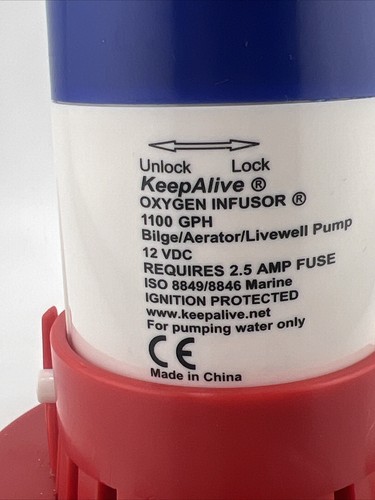 Unlock Lock
KeepAlive ®
OXYGEN INFUSOR ®
1100 GPH
Bilge/Aerator/Livewell Pump
12 VDC
REQUIRES 2.5 AMP FUSE
ISO 8849/8846 Marine
IGNITION PROTECTED
www.keepalive.net
For pumping water only
CE
Made in China